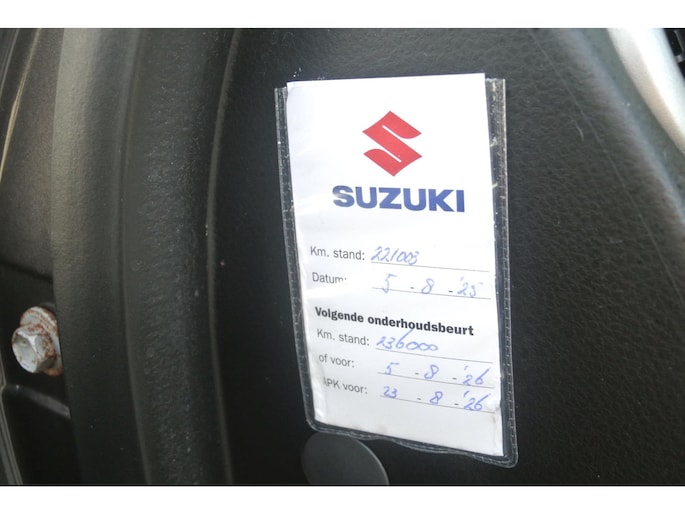 SUZUKI
Km. stand: 221003
Datum: 5 - 8 - '25
Volgende onderhoudsbeurt
Km. stand: 236000
of voor: 5 - 8 - '26
APK voor: 23 - 8 - '26